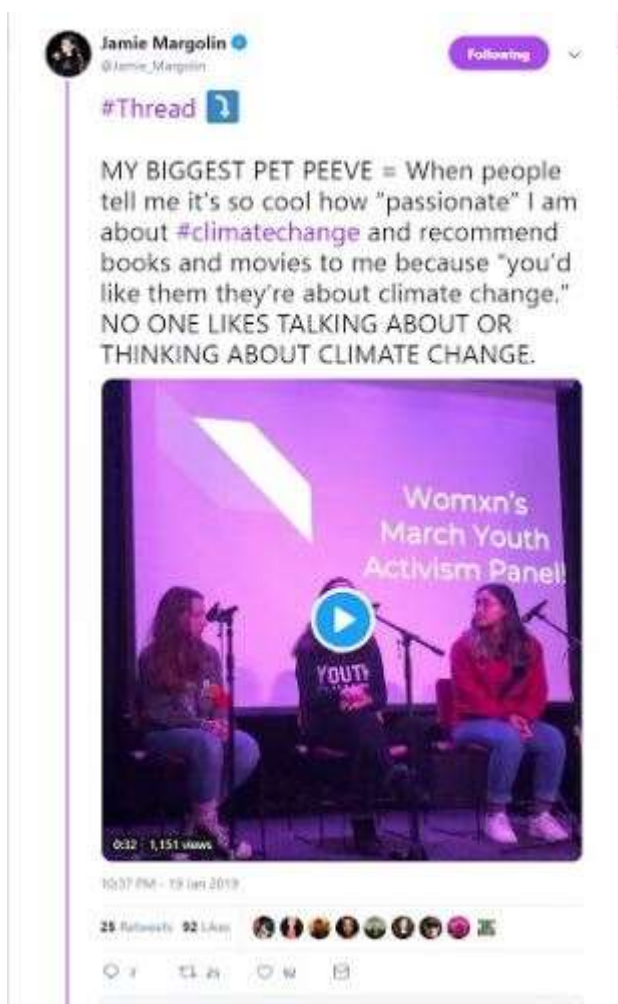 Jamie Margolin
@Jamie_Margolin
Following
#Thread
MY BIGGEST PET PEEVE = When people
tell me it's so cool how "passionate" I am
about #climatechange and recommend
books and movies to me because "you'd
like them they're about climate change."
NO ONE LIKES TALKING ABOUT OR
THINKING ABOUT CLIMATE CHANGE.
Womxn's
March Youth
Activism Panel!
YOUTH
0:32 1,151 views
10:37 PM - 19 Jan 2019
25 Retweets 92 Likes
25 92